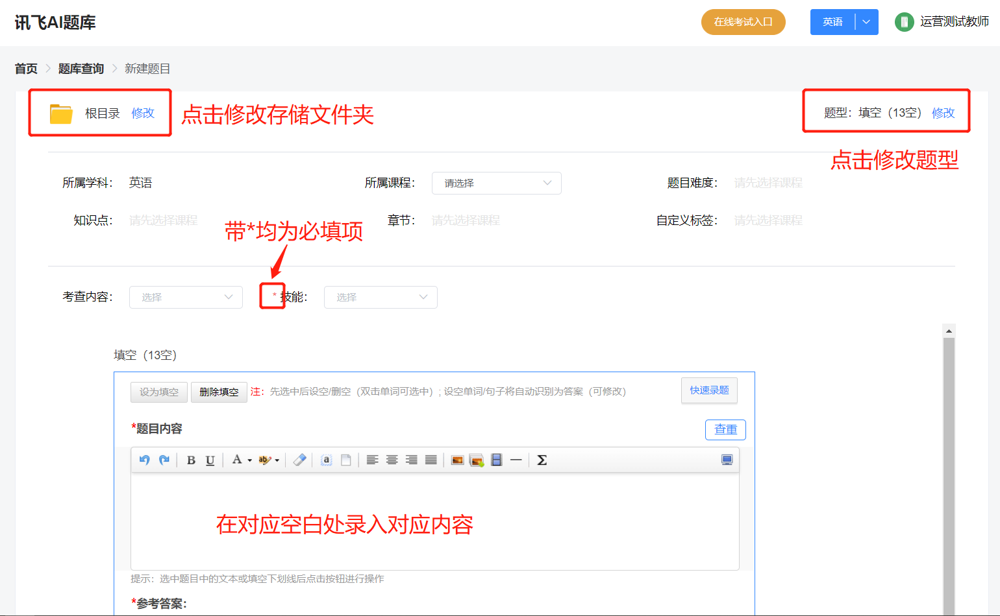 讯飞AI题库
在线考试入口
英语
运营测试教师
首页 > 题库查询 > 新建题目
根目录 修改
点击修改存储文件夹
题型：填空（13空） 修改
点击修改题型
所属学科： 英语
所属课程： 请选择
题目难度： 请先选择课程
知识点： 请先选择课程
章节： 请先选择课程
自定义标签： 请先选择课程
带*均为必填项
考查内容： 选择
*技能： 选择
填空（13空）
设为填空 删除填空 注：先选中后设空/删空（双击单词可选中）；设空单词/句子将自动识别为答案（可修改）
快速录题
*题目内容
查重
B U A ab a Σ
在对应空白处录入对应内容
提示：选中题目中的文本或填空下划线后点击按钮进行操作
*参考答案：